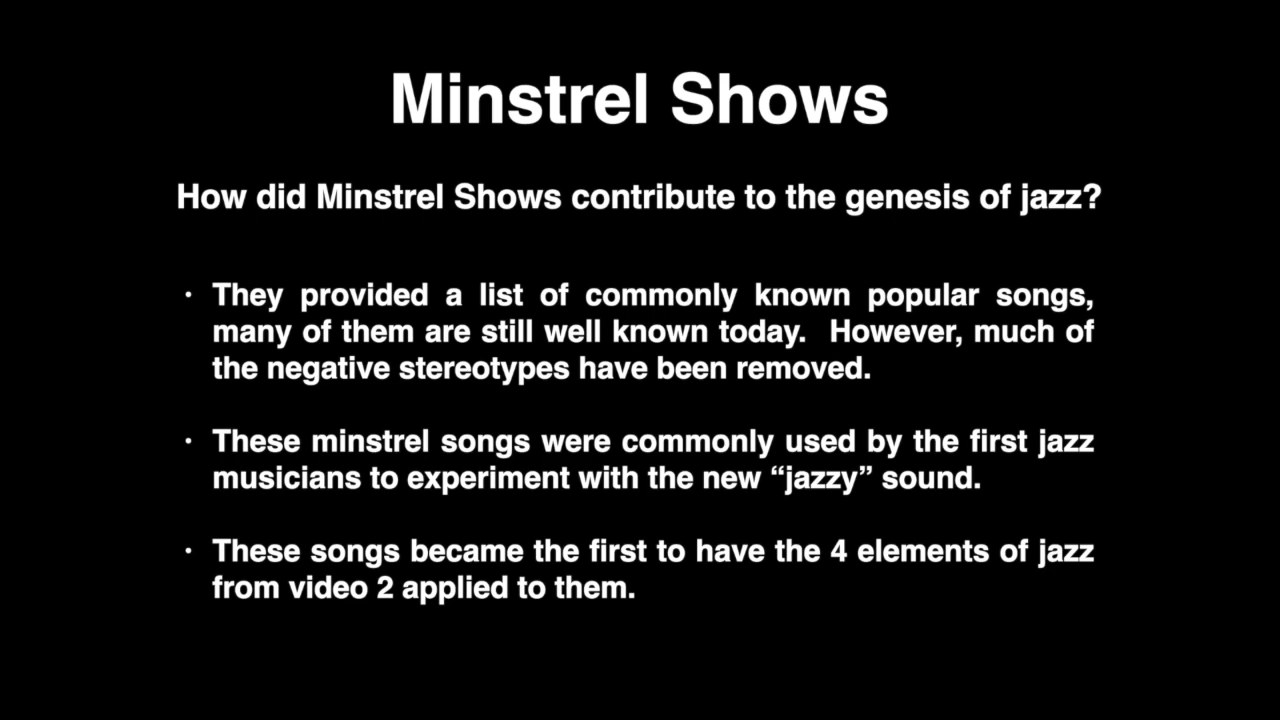 Minstrel Shows
How did Minstrel Shows contribute to the genesis of jazz?
• They provided a list of commonly known popular songs,
many of them are still well known today.  However, much of
the negative stereotypes have been removed.
• These minstrel songs were commonly used by the first jazz
musicians to experiment with the new “jazzy” sound.
• These songs became the first to have the 4 elements of jazz
from video 2 applied to them.